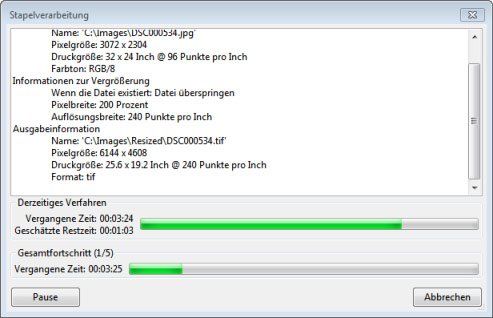 Stapelverarbeitung
Name: 'C:\Images\DSC000534.jpg'
Pixelgröße: 3072 x 2304
Druckgröße: 32 x 24 Inch @ 96 Punkte pro Inch
Farbton: RGB/8
Informationen zur Vergrößerung
Wenn die Datei existiert: Datei überspringen
Pixelbreite: 200 Prozent
Auflösungsbreite: 240 Punkte pro Inch
Ausgabeinformation
Name: 'C:\Images\Resized\DSC000534.tif'
Pixelgröße: 6144 x 4608
Druckgröße: 25.6 x 19.2 Inch @ 240 Punkte pro Inch
Format: tif
Derzeitiges Verfahren
Vergangene Zeit: 00:03:24
Geschätzte Restzeit: 00:01:03
Gesamtfortschritt (1/5)
Vergangene Zeit: 00:03:25
Pause Abbrechen